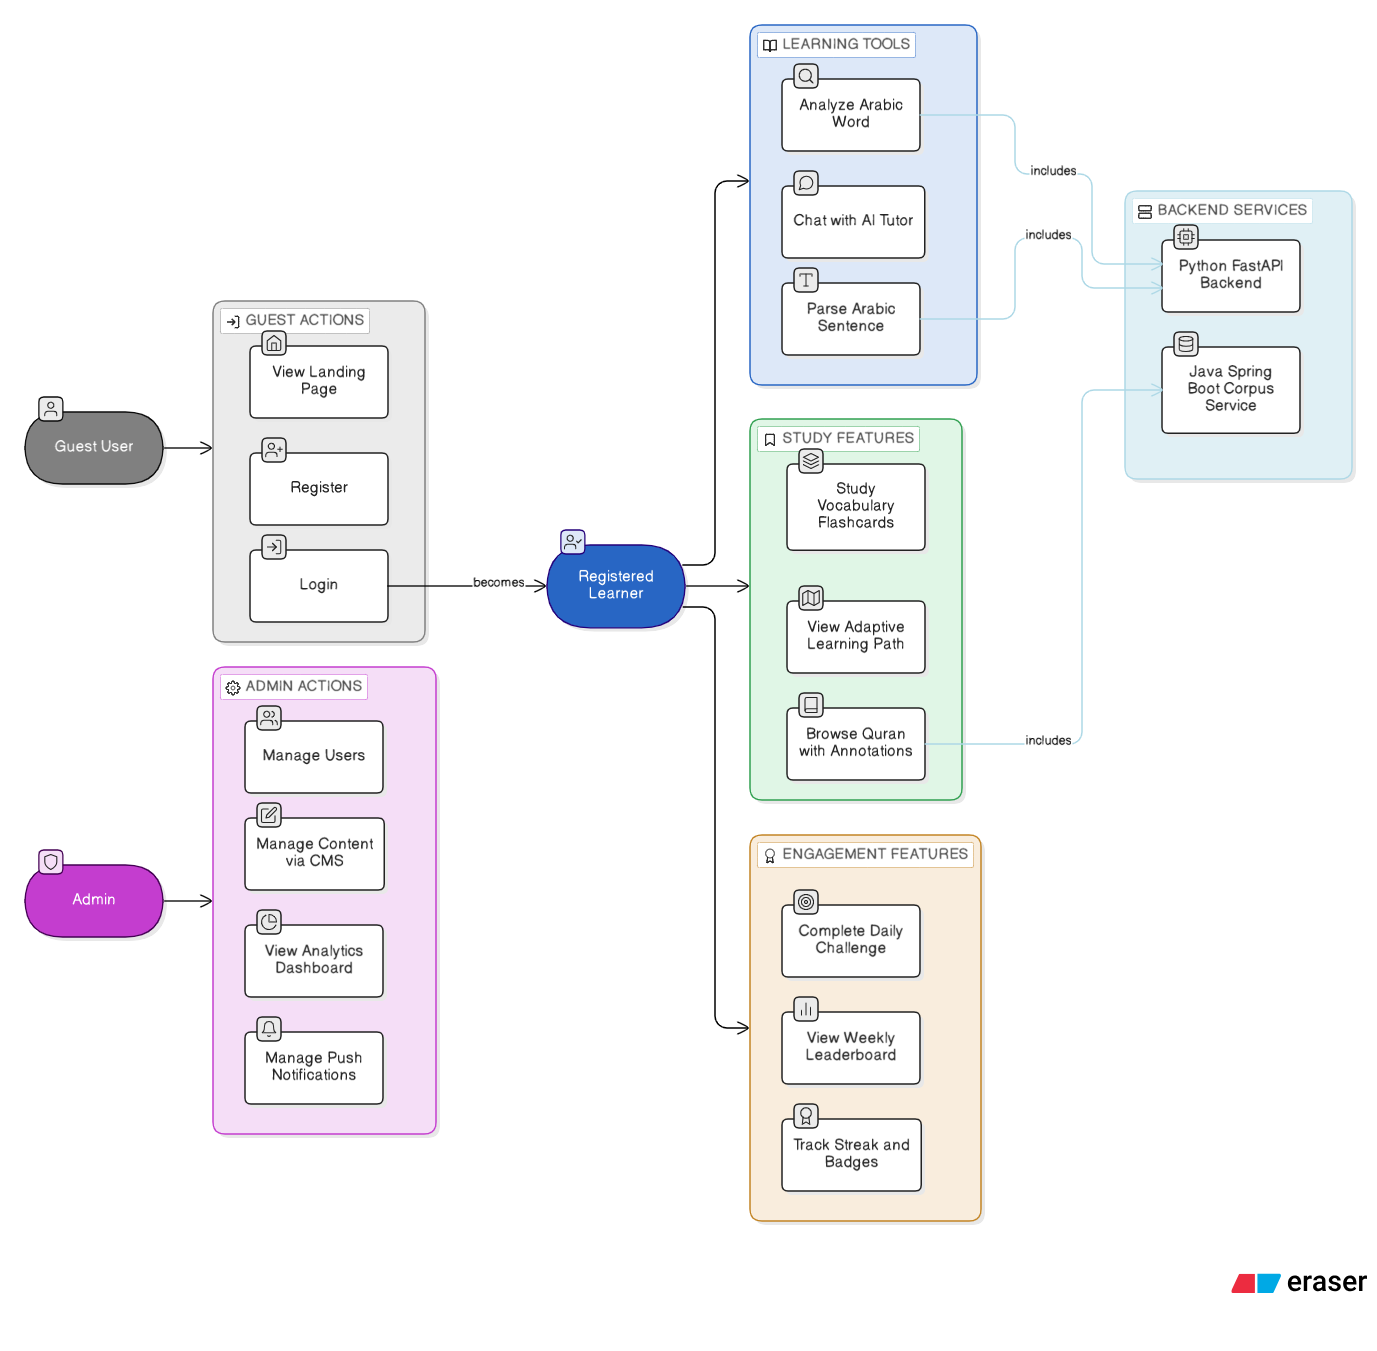 GUEST ACTIONS
View Landing
Page
Guest User
Register
Login
becomes
Registered
Learner
ADMIN ACTIONS
Manage Users
Manage Content
via CMS
Admin
View Analytics
Dashboard
Manage Push
Notifications
LEARNING TOOLS
Analyze Arabic
Word
Chat with AI Tutor
Parse Arabic
Sentence
includes
includes
BACKEND SERVICES
Python FastAPI
Backend
Java Spring
Boot Corpus
Service
STUDY FEATURES
Study
Vocabulary
Flashcards
View Adaptive
Learning Path
Browse Quran
with Annotations
includes
ENGAGEMENT FEATURES
Complete Daily
Challenge
View Weekly
Leaderboard
Track Streak and
Badges
eraser